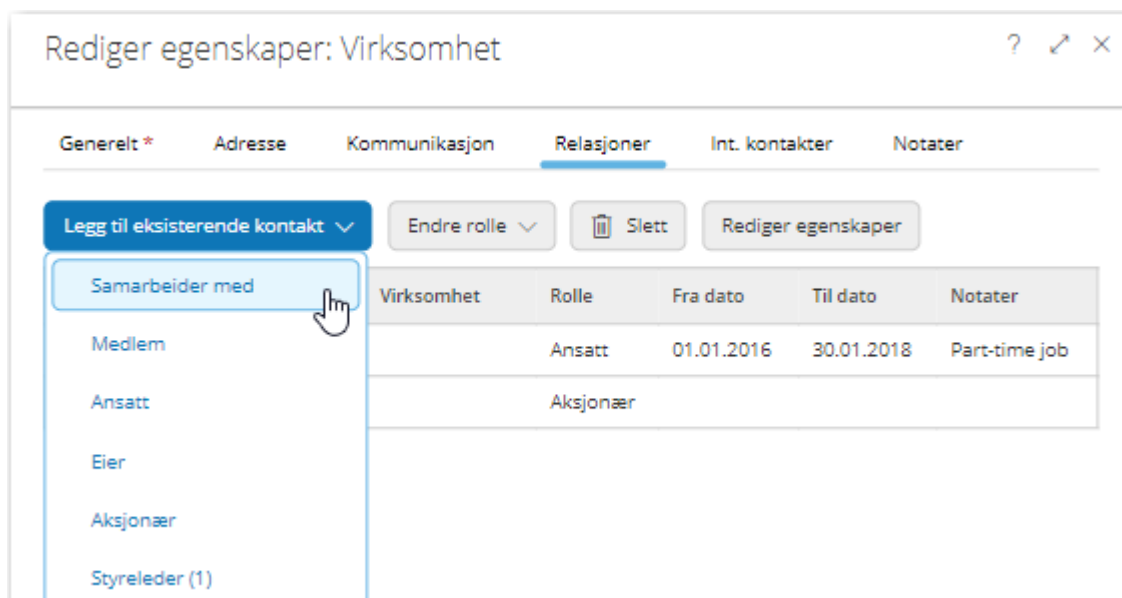 Rediger egenskaper: Virksomhet ?
Generelt * Adresse Kommunikasjon Relasjoner Int. kontakter Notater
Legg til eksisterende kontakt Endre rolle Slett Rediger egenskaper
Samarbeider med
Virksomhet Rolle Fra dato Til dato Notater
Medlem
Ansatt 01.01.2016 30.01.2018 Part-time job
Ansatt
Aksjonær
Eier
Aksjonær
Styreleder (1)